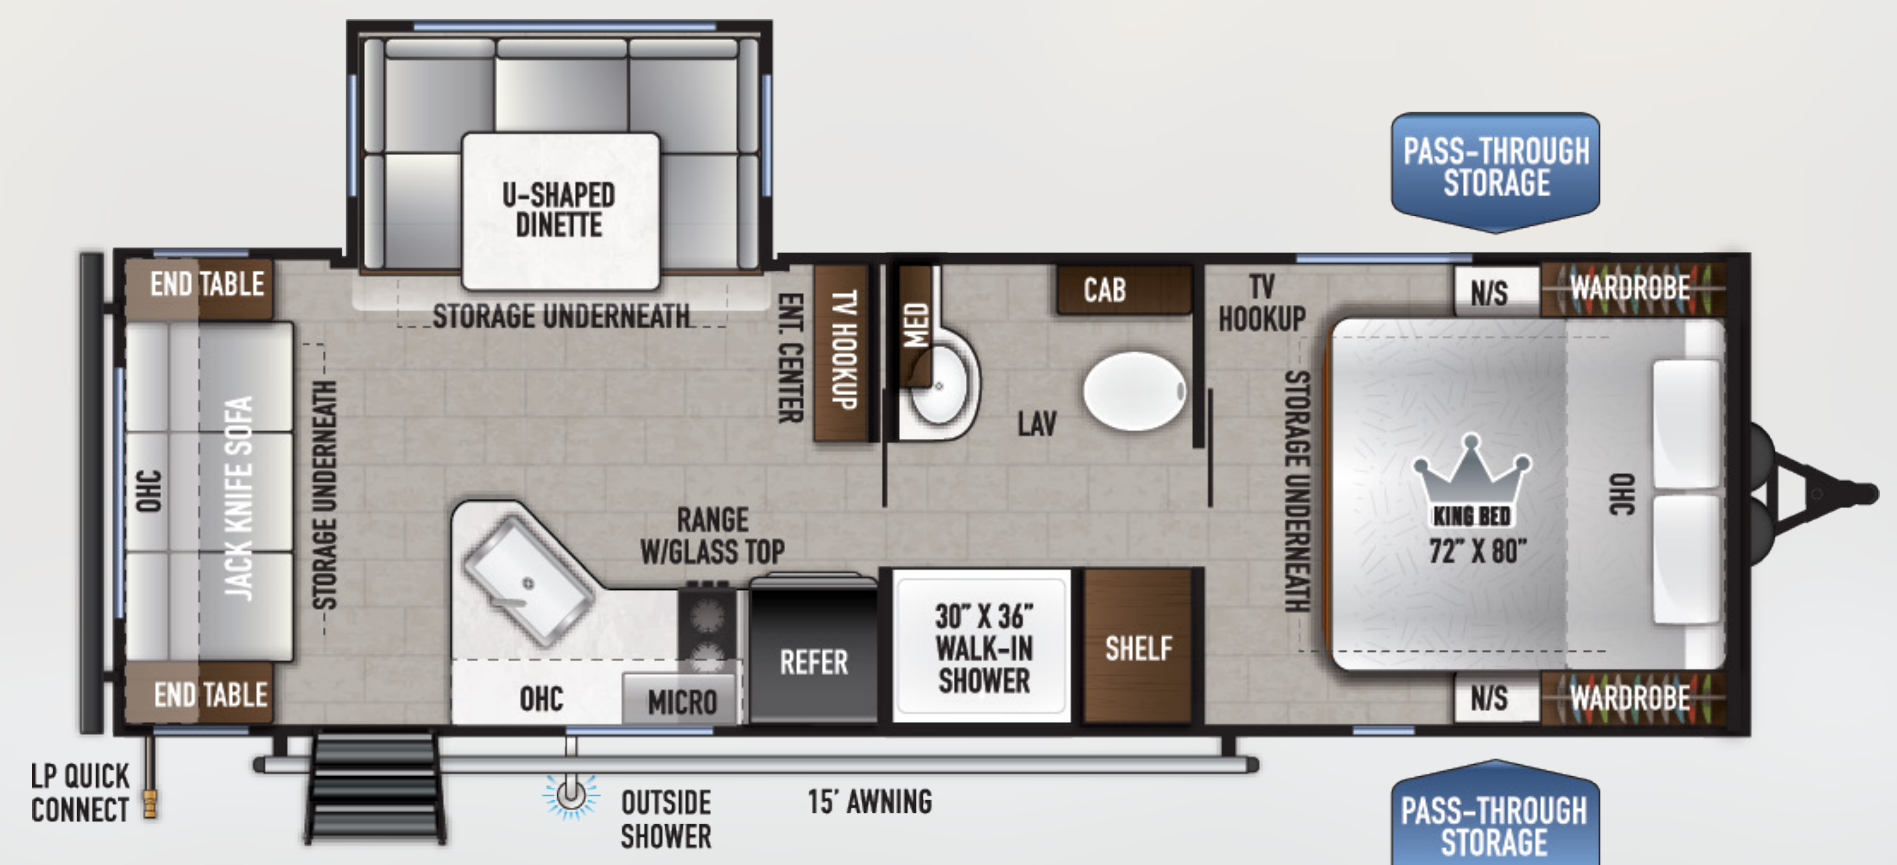 PASS-THROUGH
STORAGE
U-SHAPED
DINETTE
STORAGE UNDERNEATH
END TABLE
OHC
JACK KNIFE SOFA
STORAGE UNDERNEATH
END TABLE
ENT. CENTER
TV HOOKUP
MED
CAB
LAV
TV
HOOKUP
N/S
WARDROBE
STORAGE UNDERNEATH
KING BED
72” X 80”
OHC
N/S
WARDROBE
RANGE
W/GLASS TOP
OHC
MICRO
REFER
30” X 36”
WALK-IN
SHOWER
SHELF
LP QUICK
CONNECT
OUTSIDE
SHOWER
15’ AWNING
PASS-THROUGH
STORAGE